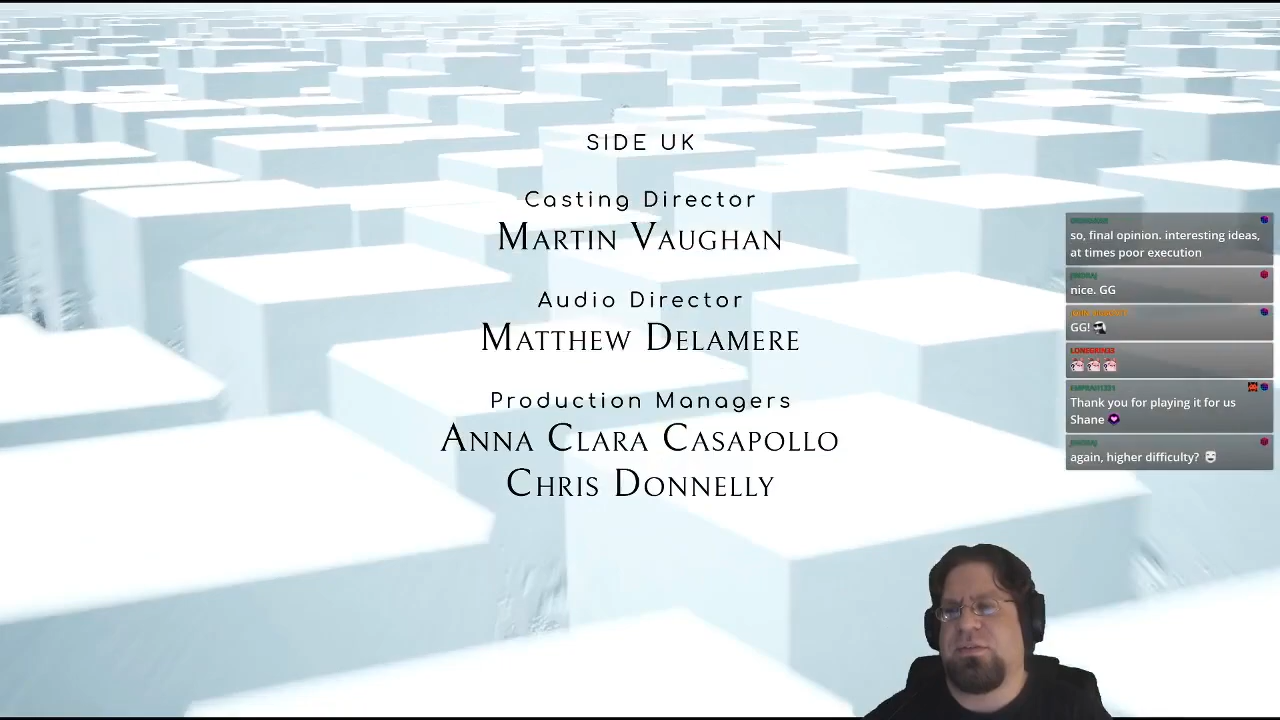 SIDE UK
Casting Director
MARTIN VAUGHAN
Audio Director
MATTHEW DELAMERE
Production Managers
ANNA CLARA CASAPOLLO
CHRIS DONNELLY
so, final opinion. interesting ideas,
at times poor execution
nice. GG
GG!
LONEGRIN33
Thank you for playing it for us
Shane
again, higher difficulty?